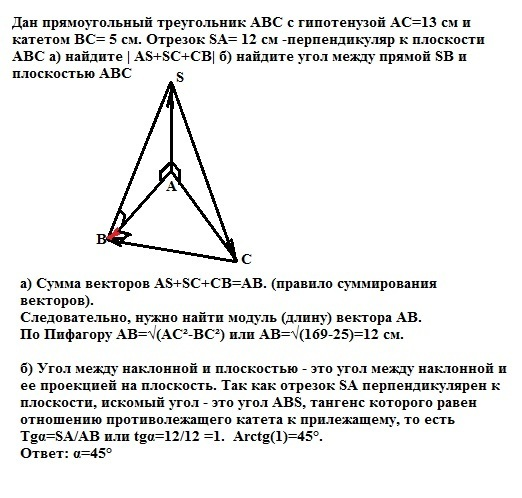 Дан прямоугольный треугольник ABC с гипотенузой AC=13 см и
катетом BC= 5 см. Отрезок SA= 12 см -перпендикуляр к плоскости
ABC а) найдите | AS+SC+CB| б) найдите угол между прямой SB и
плоскостью ABC
S
A
B
C
а) Сумма векторов AS+SC+CB=AB. (правило суммирования
векторов).
Следовательно, нужно найти модуль (длину) вектора AB.
По Пифагору AB=√(AC²-BC²) или AB=√(169-25)=12 см.
б) Угол между наклонной и плоскостью - это угол между наклонной и
ее проекцией на плоскость. Так как отрезок SA перпендикулярен к
плоскости, искомый угол - это угол ABS, тангенс которого равен
отношению противолежащего катета к прилежащему, то есть
Tgα=SA/AB или tgα=12/12 =1. Arctg(1)=45°.
Ответ: α=45°